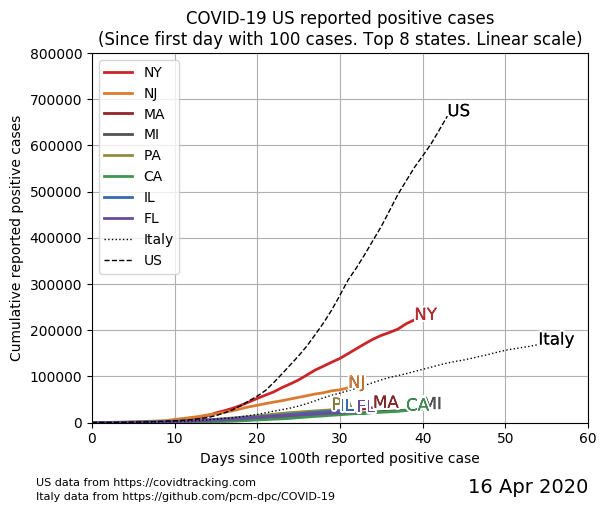 COVID-19 US reported positive cases
(Since first day with 100 cases. Top 8 states. Linear scale)
Cumulative reported positive cases
800000
700000
600000
500000
400000
300000
200000
100000
0
NY
NJ
MA
MI
PA
CA
IL
FL
Italy
US
US
NY
Italy
NJ
IL
FL
MA
CA
MI
0 10 20 30 40 50 60
Days since 100th reported positive case
US data from https://covidtracking.com
Italy data from https://github.com/pcm-dpc/COVID-19
16 Apr 2020